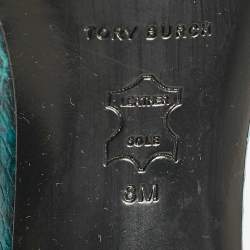 TORY BURCH
LEATHER
SOLE
8M